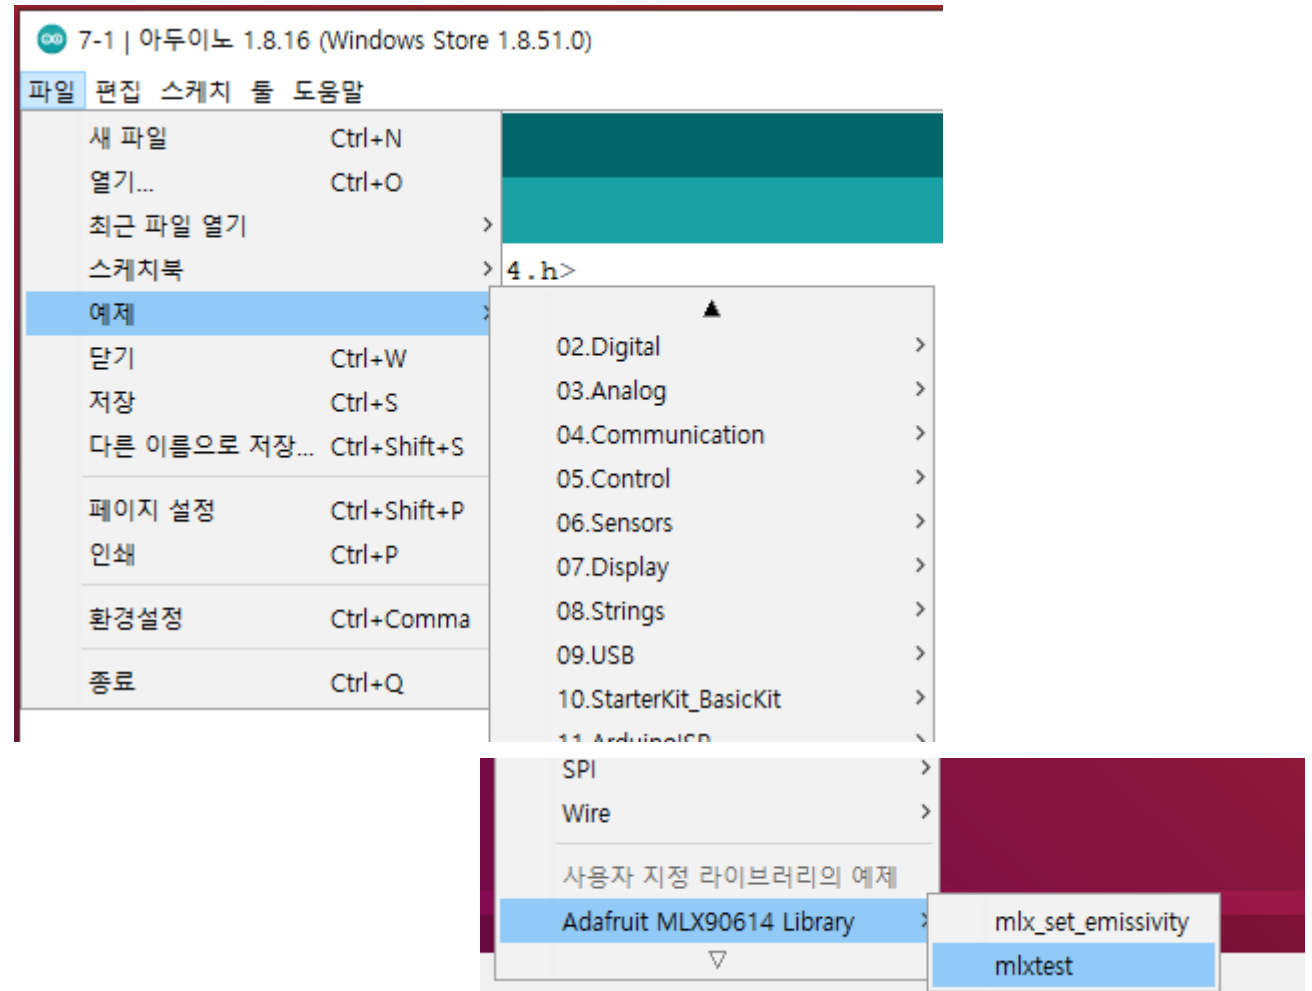 7-1 | 아두이노 1.8.16 (Windows Store 1.8.51.0)
파일 편집 스케치 툴 도움말
새 파일 Ctrl+N
열기... Ctrl+O
최근 파일 열기
스케치북
예제
닫기 Ctrl+W
저장 Ctrl+S
다른 이름으로 저장... Ctrl+Shift+S
페이지 설정 Ctrl+Shift+P
인쇄 Ctrl+P
환경설정 Ctrl+Comma
종료 Ctrl+Q
4.h>
02.Digital
03.Analog
04.Communication
05.Control
06.Sensors
07.Display
08.Strings
09.USB
10.StarterKit_BasicKit
11.ArduinoISP
SPI
Wire
사용자 지정 라이브러리의 예제
Adafruit MLX90614 Library
mlx_set_emissivity
mlxtest